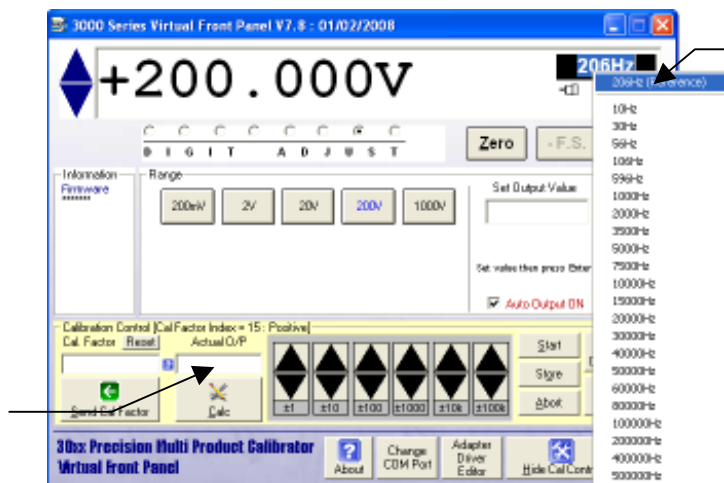 3000 Series Virtual Front Panel V7.8 : 01/02/2008
+200.000V
206Hz
206Hz (Reference)
10Hz
30Hz
56Hz
106Hz
596Hz
1000Hz
2000Hz
3500Hz
5000Hz
7500Hz
10000Hz
15000Hz
20000Hz
30000Hz
40000Hz
50000Hz
60000Hz
80000Hz
100000Hz
200000Hz
400000Hz
500000Hz
DIGIT ADJUST
Zero
- F.S.
Information
Firmware
Range
200mV
2V
20V
200V
1000V
Set Output Value
Set value then press Enter
Auto Output ON
Calibration Control [Cal Factor Index = 15 : Positive]
Cal. Factor
Reset
Actual O/P
Send Cal Factor
Calc
±1
±10
±100
±1000
±10k
±100k
Start
Store
Abort
30xx Precision Multi Product Calibrator
Virtual Front Panel
About
Change
COM Port
Adapter
Driver
Editor
Hide Cal Contr